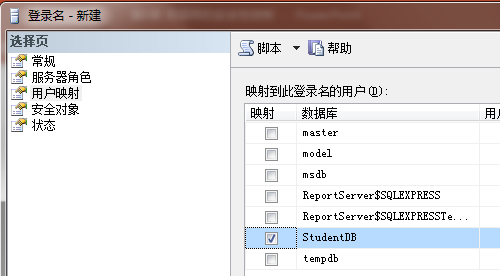 登录名 - 新建
选择页
常规
服务器角色
用户映射
安全对象
状态
脚本 帮助
映射到此登录名的用户(D):
映射 数据库 用
master
model
msdb
ReportServer$SQLEXPRESS
ReportServer$SQLEXPRESSTe...
StudentDB
tempdb